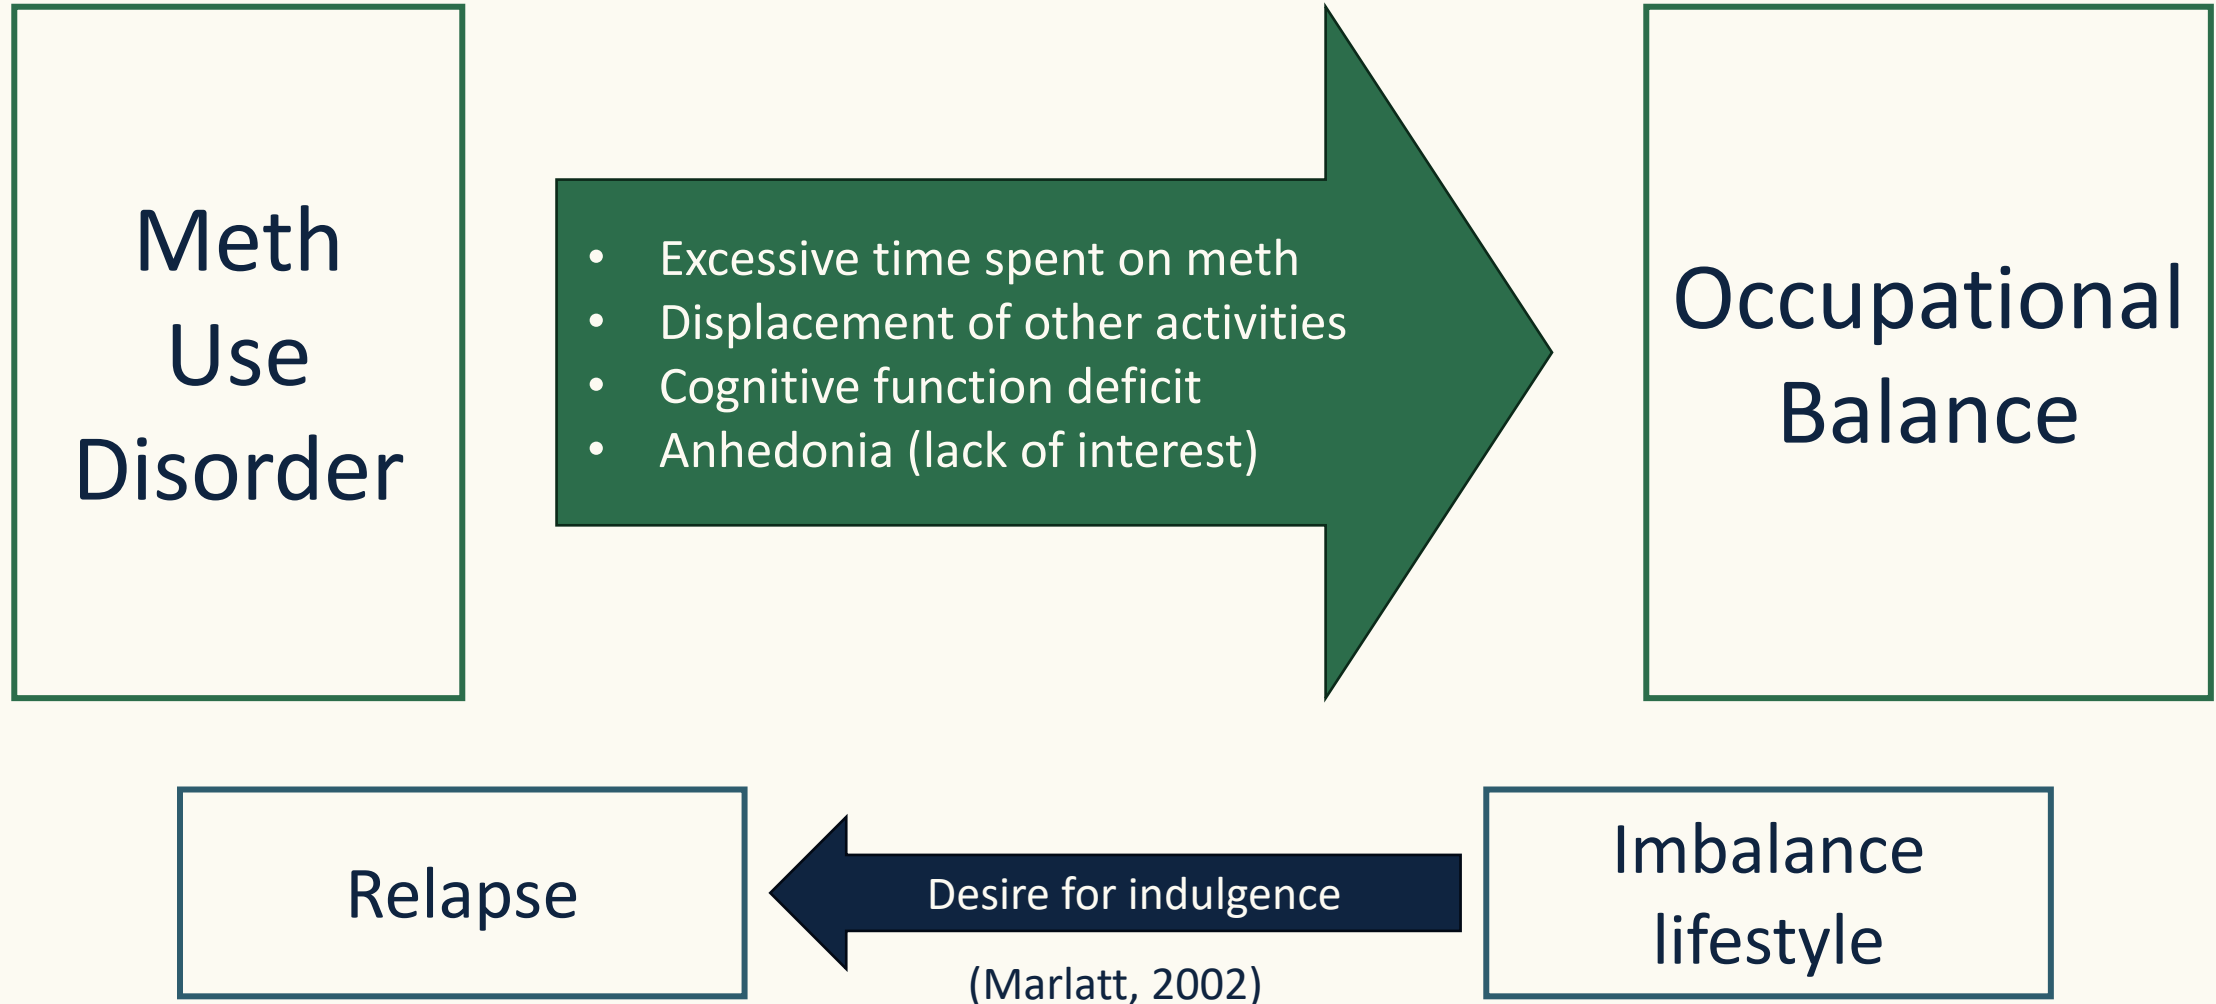 Meth
Use
Disorder
• Excessive time spent on meth
• Displacement of other activities
• Cognitive function deficit
• Anhedonia (lack of interest)
Occupational
Balance
Relapse
Desire for indulgence
(Marlatt, 2002)
Imbalance
lifestyle